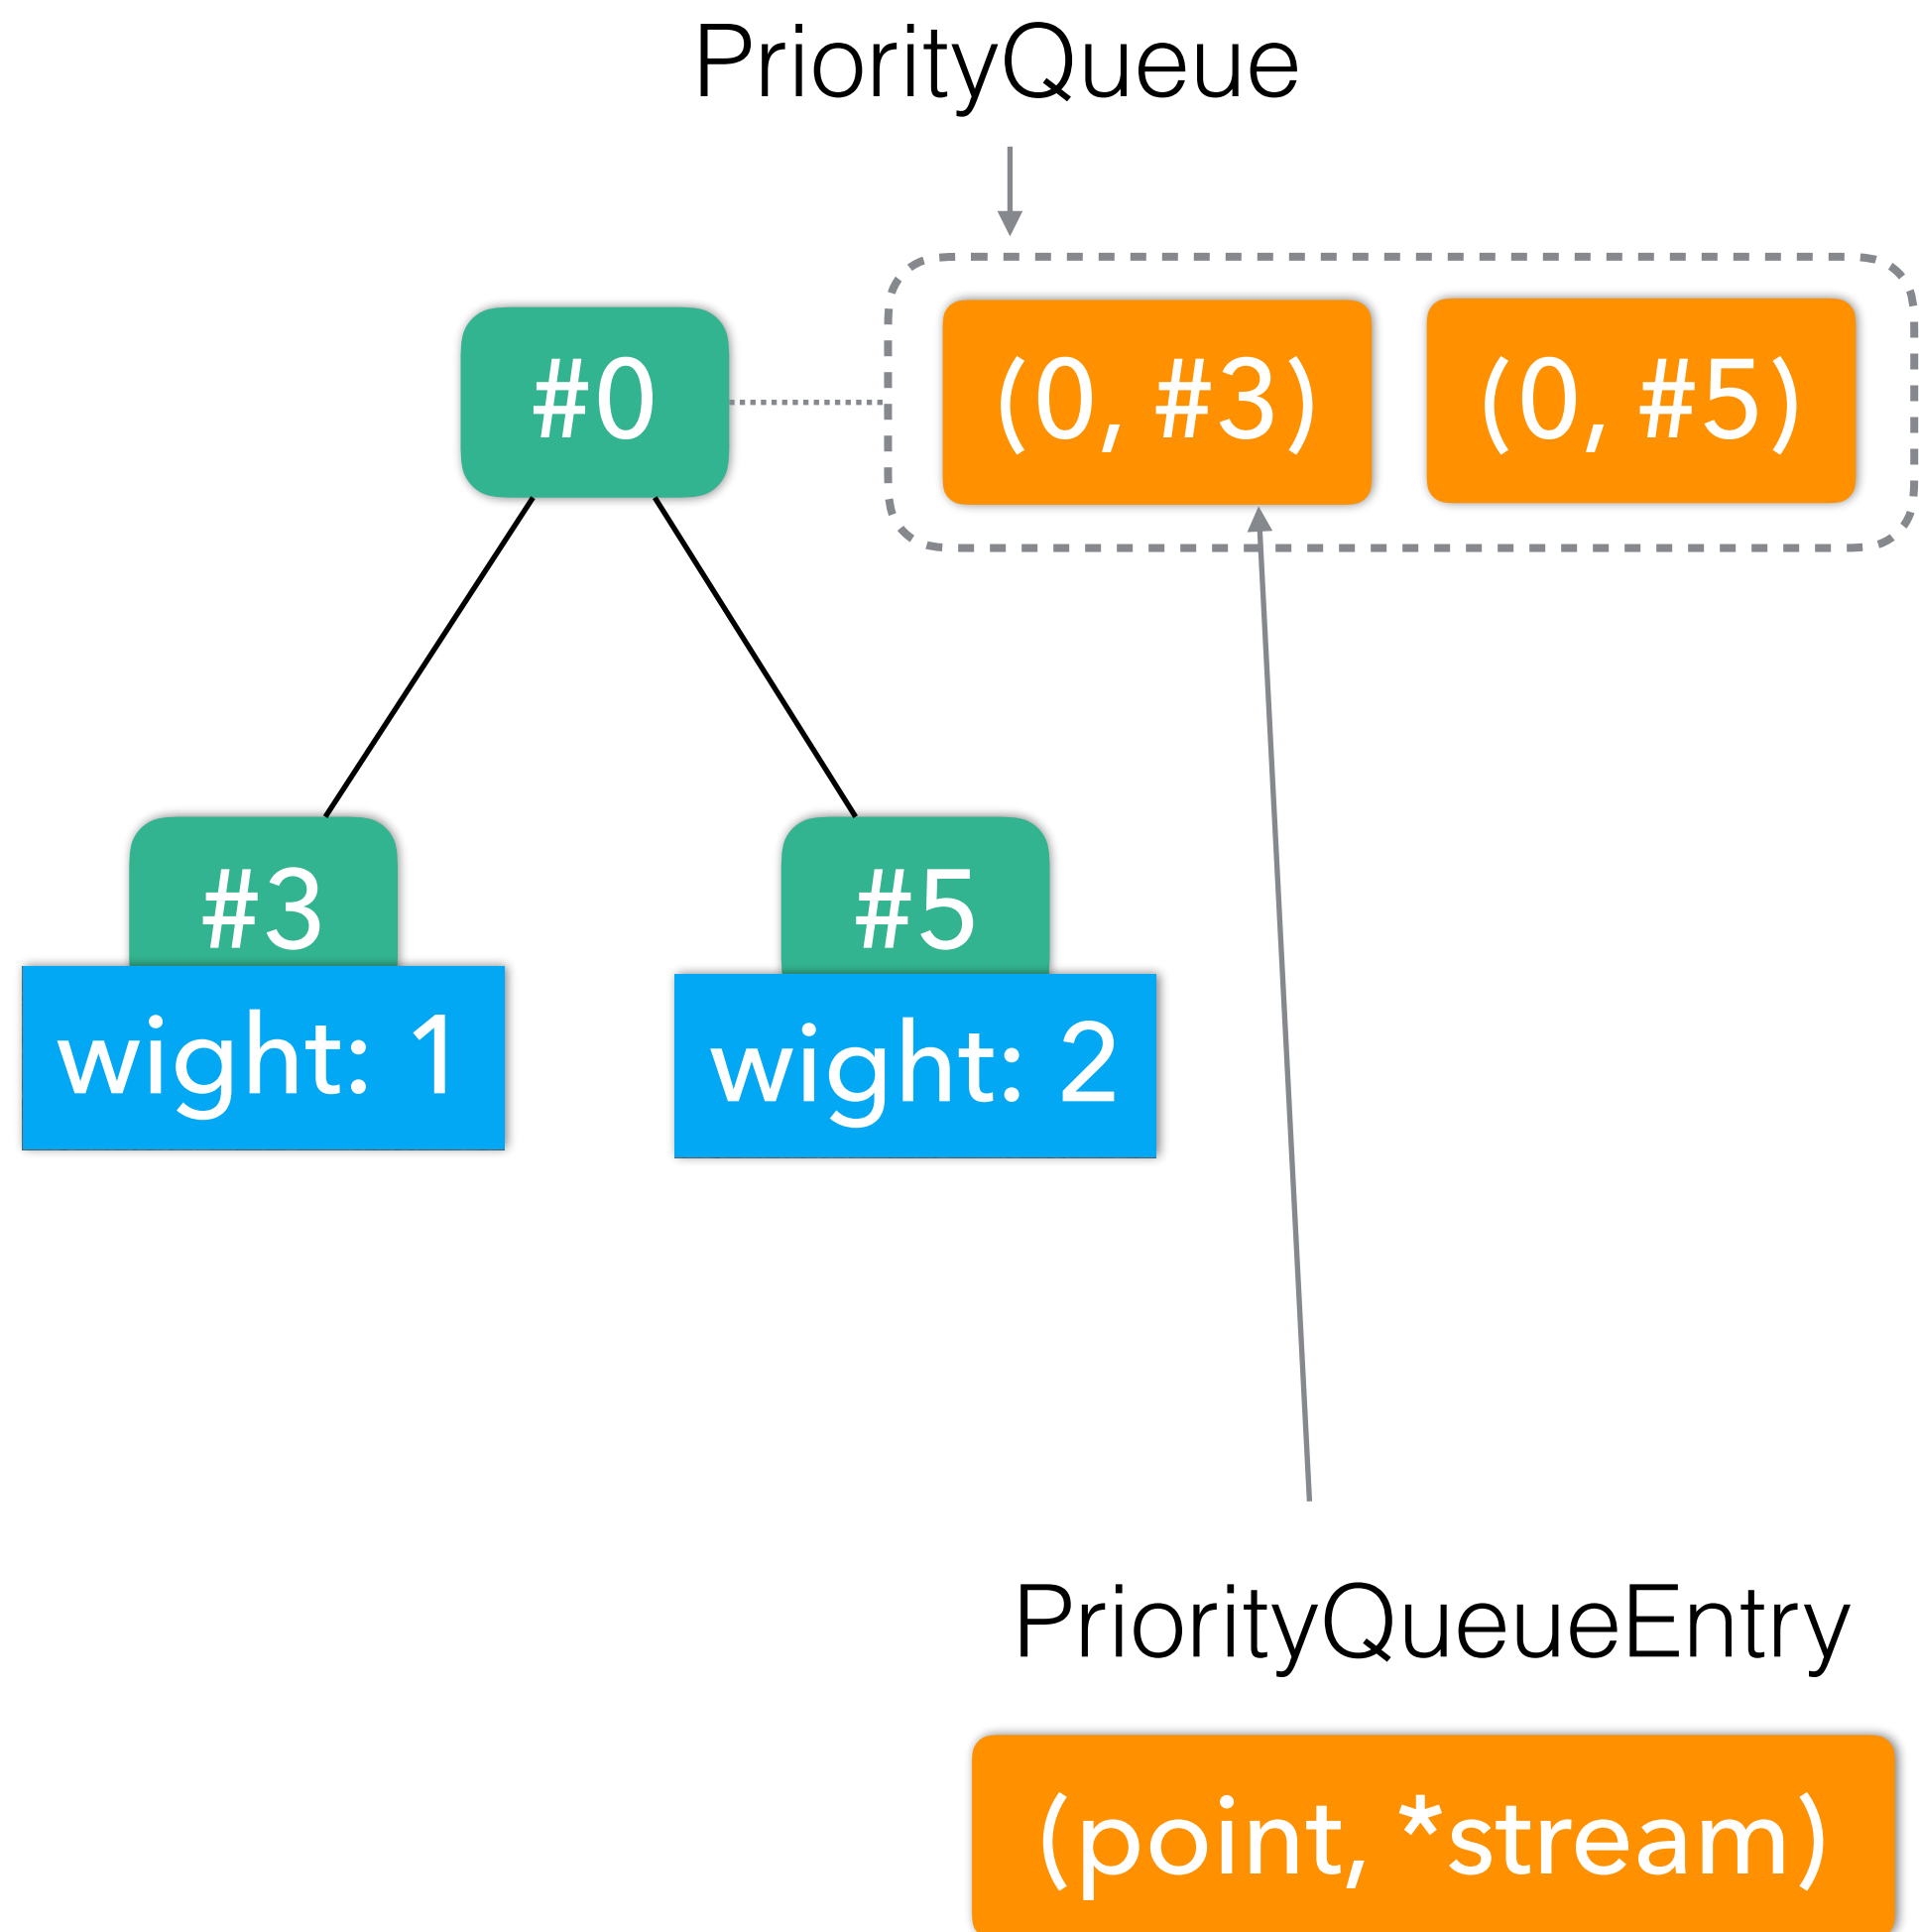 PriorityQueue
#0
(0, #3)
(0, #5)
#3
#5
wight: 1
wight: 2
PriorityQueueEntry
(point, *stream)